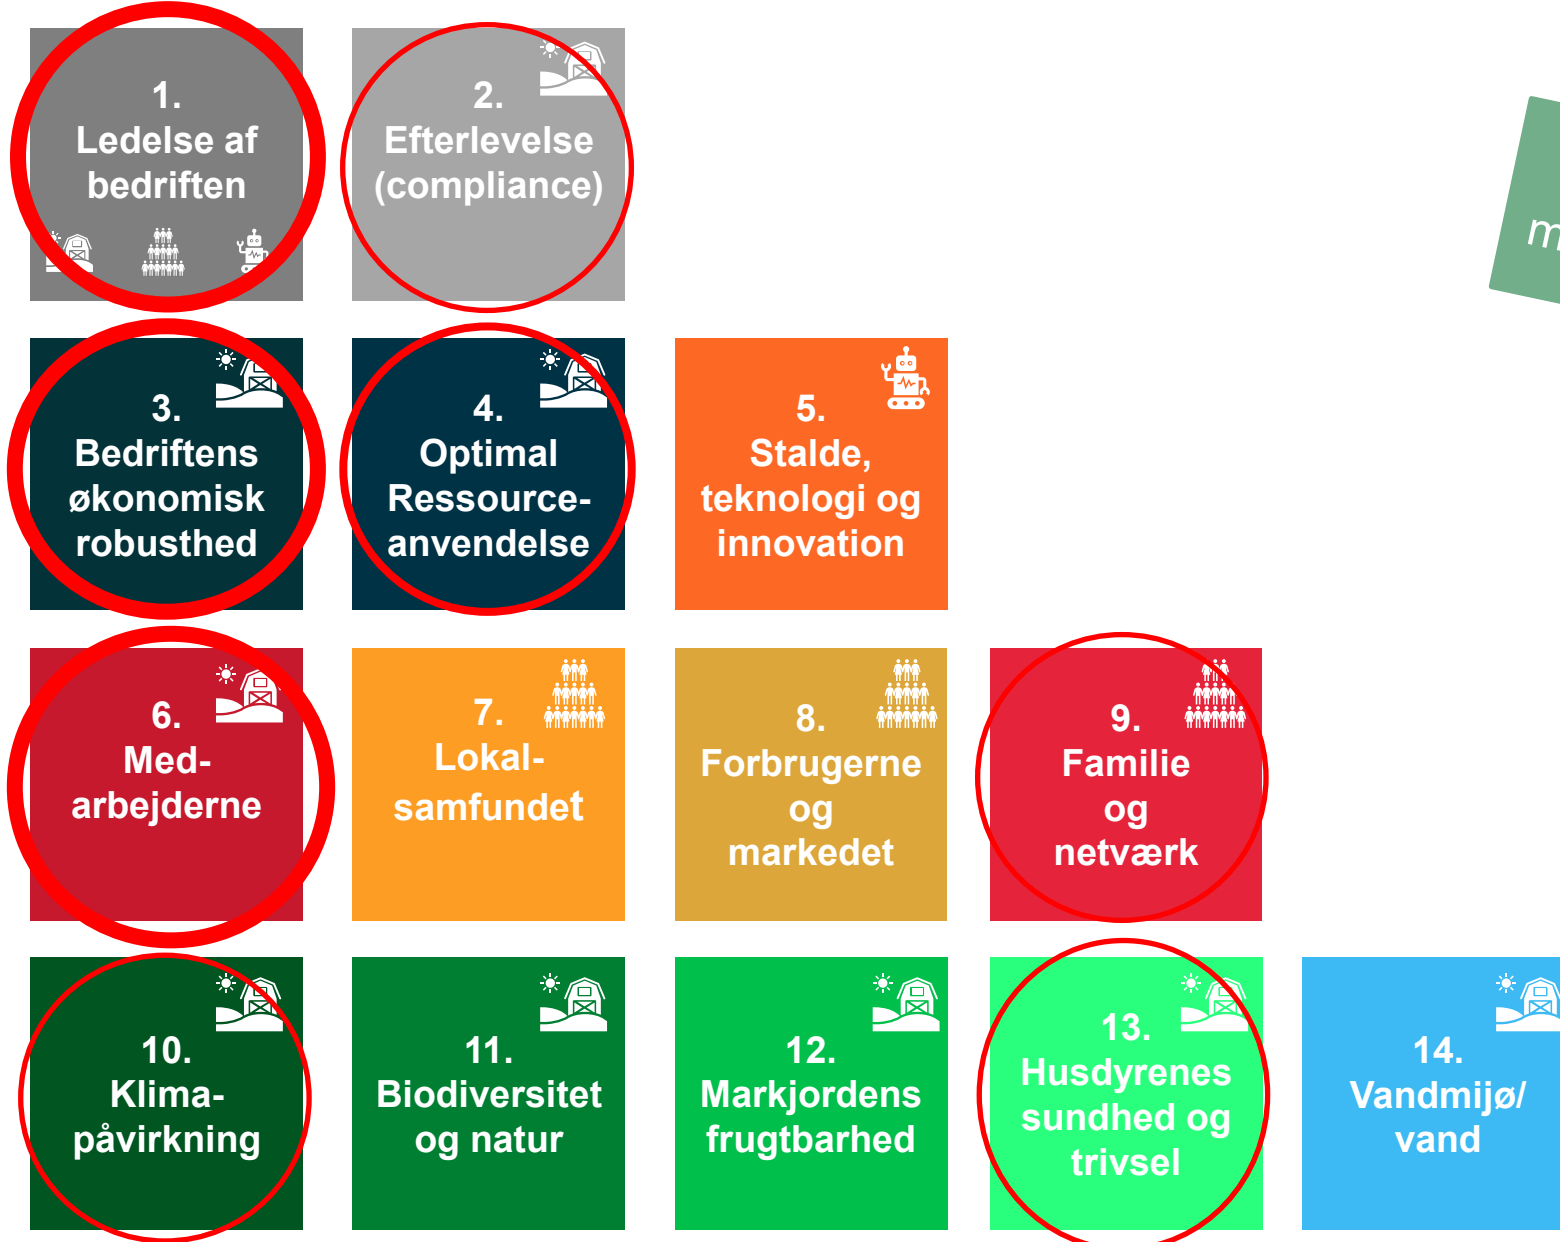 1.
Ledelse af
bedriften
2.
Efterlevelse
(compliance)
3.
Bedriftens
økonomisk
robusthed
4.
Optimal
Ressource-
anvendelse
5.
Stalde,
teknologi og
innovation
6.
Med-
arbejderne
7.
Lokal-
samfundet
8.
Forbrugerne
og
markedet
9.
Familie
og
netværk
10.
Klima-
påvirkning
11.
Biodiversitet
og natur
12.
Markjordens
frugtbarhed
13.
Husdyrenes
sundhed og
trivsel
14.
Vandmijø/
vand